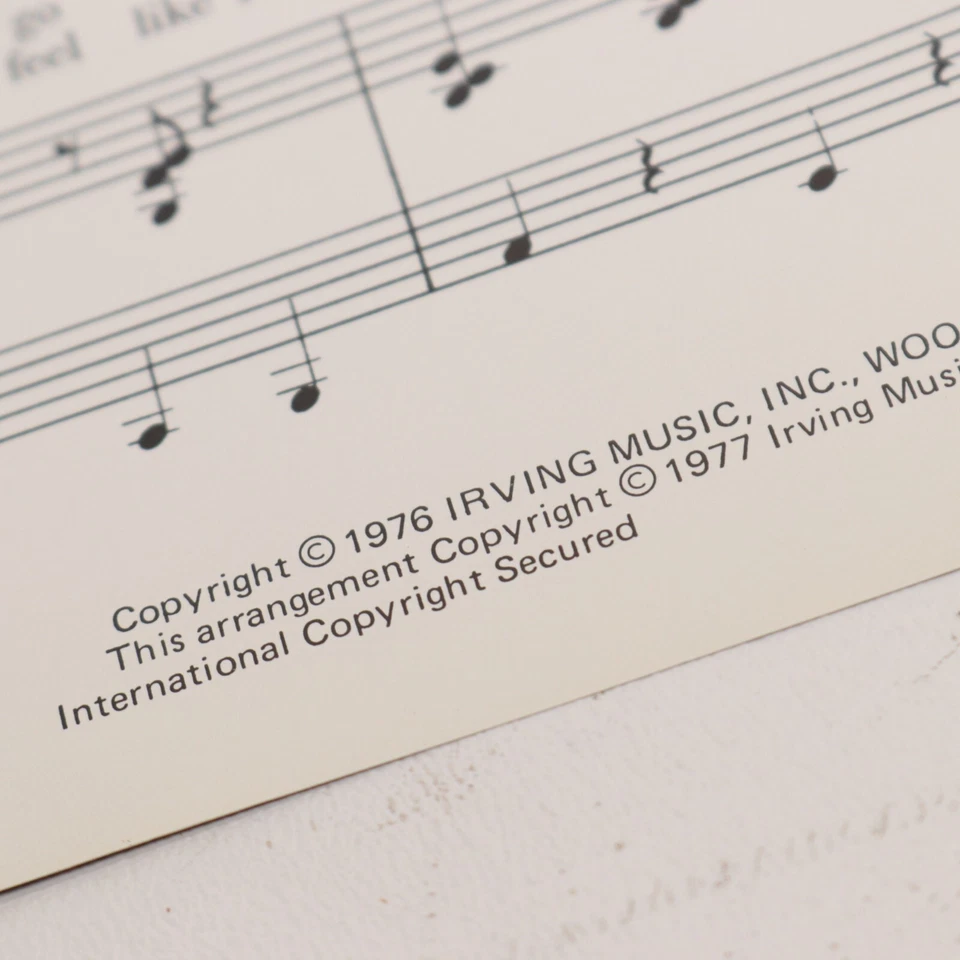 go
feel like
Copyright © 1976 IRVING MUSIC, INC., WOO
This arrangement Copyright © 1977 Irving Musi
International Copyright Secured